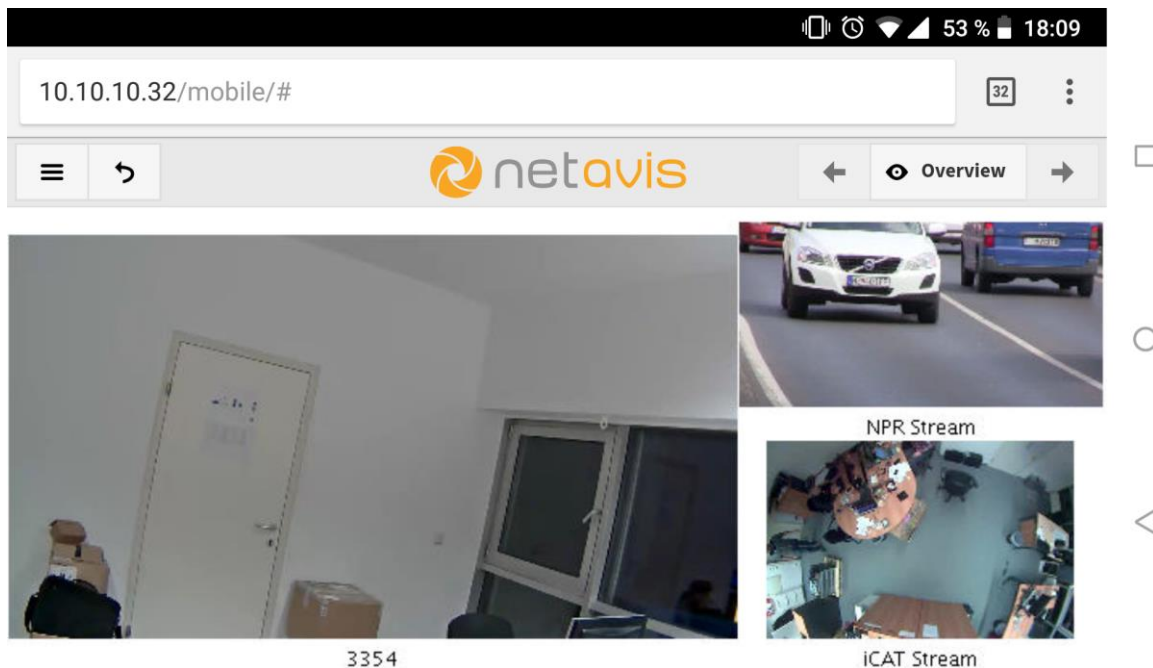 53 % 18:09
10.10.10.32/mobile/# 32
netavis Overview
NPR Stream
3354
iCAT Stream